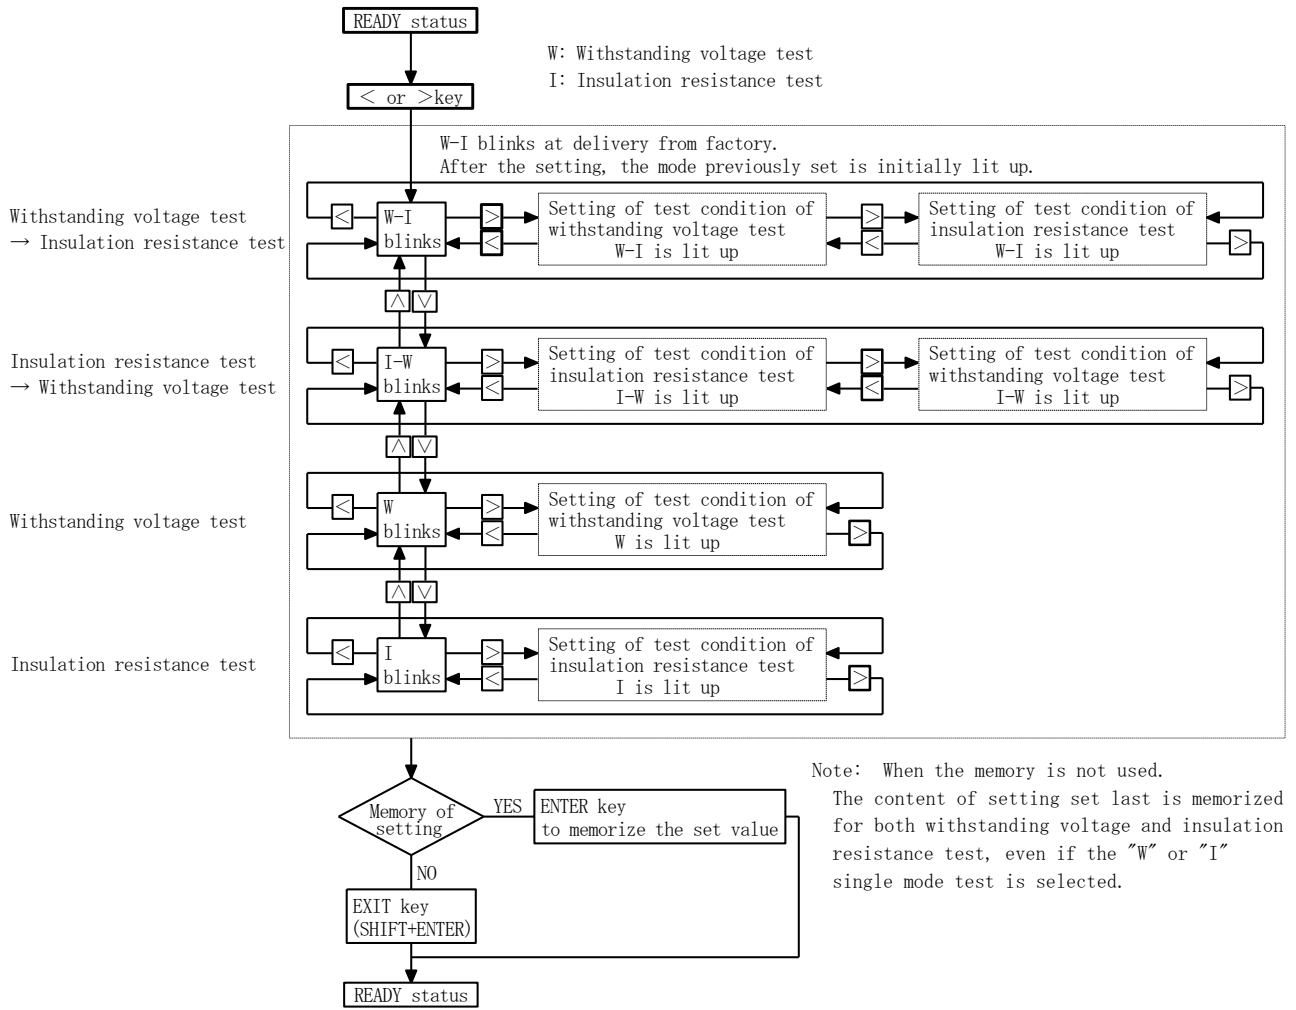 READY status
W: Withstanding voltage test
I: Insulation resistance test
< or >key
W-I blinks at delivery from factory.
After the setting, the mode previously set is initially lit up.
Withstanding voltage test
→ Insulation resistance test
<
W-I
blinks
>
<
Setting of test condition of
withstanding voltage test
W-I is lit up
>
<
Setting of test condition of
insulation resistance test
W-I is lit up
>
∧
∨
Insulation resistance test
→ Withstanding voltage test
<
I-W
blinks
>
<
Setting of test condition of
insulation resistance test
I-W is lit up
>
<
Setting of test condition of
withstanding voltage test
I-W is lit up
>
∧
∨
Withstanding voltage test
<
W
blinks
>
<
Setting of test condition of
withstanding voltage test
W is lit up
>
∧
∨
Insulation resistance test
<
I
blinks
>
<
Setting of test condition of
insulation resistance test
I is lit up
>
Memory of
setting
YES
ENTER key
to memorize the set value
NO
EXIT key
(SHIFT+ENTER)
READY status
Note: When the memory is not used.
The content of setting set last is memorized
for both withstanding voltage and insulation
resistance test, even if the "W" or "I"
single mode test is selected.